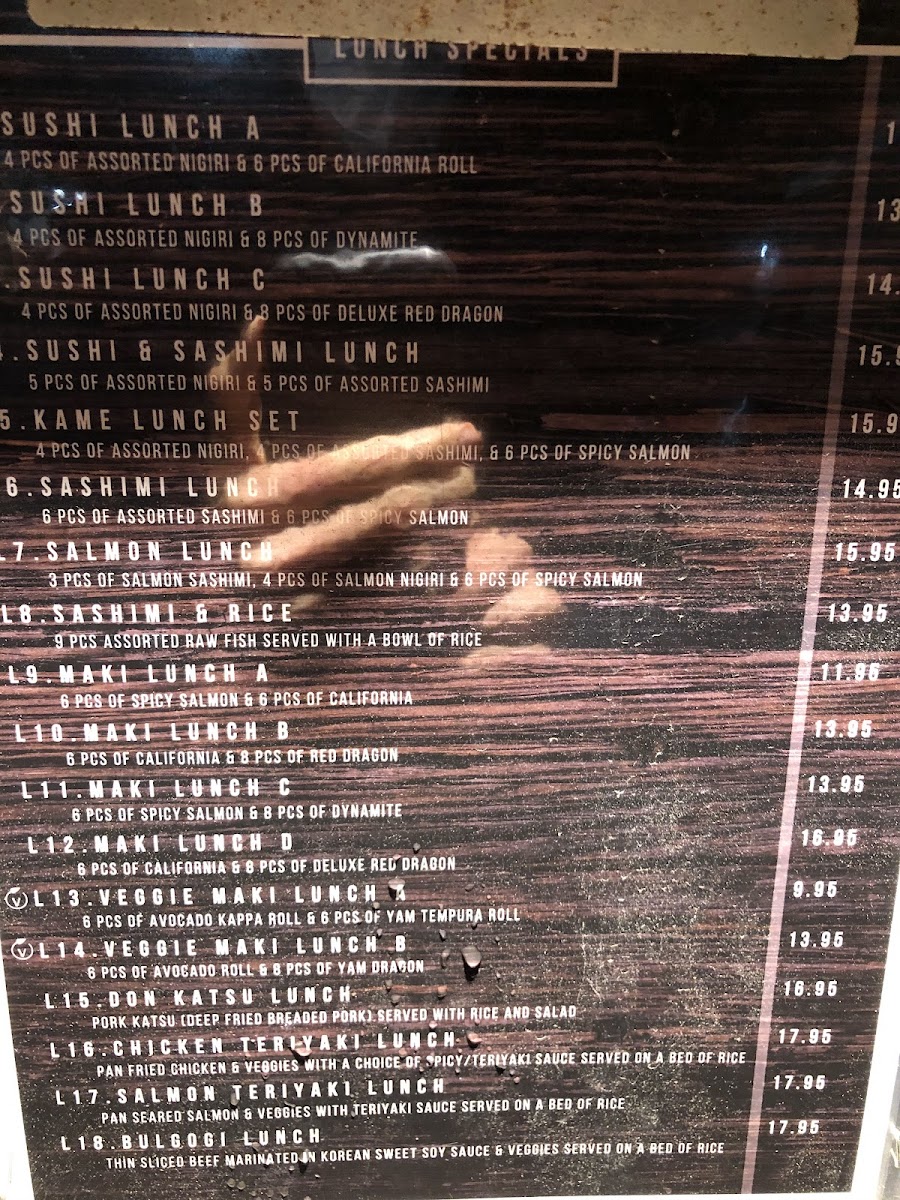 LUNCH SPECIALS
SUSHI LUNCH A 1
4 PCS OF ASSORTED NIGIRI & 6 PCS OF CALIFORNIA ROLL
SUSHI LUNCH B 13
4 PCS OF ASSORTED NIGIRI & 8 PCS OF DYNAMITE
.SUSHI LUNCH C 14.
4 PCS OF ASSORTED NIGIRI & 8 PCS OF DELUXE RED DRAGON
.SUSHI & SASHIMI LUNCH 15.9
5 PCS OF ASSORTED NIGIRI & 5 PCS OF ASSORTED SASHIMI
5.KAME LUNCH SET 15.9
4 PCS OF ASSORTED NIGIRI, 4 PCS OF ASSORTED SASHIMI, & 6 PCS OF SPICY SALMON
6.SASHIMI LUNCH 14.95
6 PCS OF ASSORTED SASHIMI & 6 PCS OF SPICY SALMON
L7.SALMON LUNCH 15.95
3 PCS OF SALMON SASHIMI, 4 PCS OF SALMON NIGIRI & 6 PCS OF SPICY SALMON
L8.SASHIMI & RICE 13.95
9 PCS ASSORTED RAW FISH SERVED WITH A BOWL OF RICE
L9.MAKI LUNCH A 11.95
6 PCS OF SPICY SALMON & 6 PCS OF CALIFORNIA
L10.MAKI LUNCH B 13.95
6 PCS OF CALIFORNIA & 8 PCS OF RED DRAGON
L11.MAKI LUNCH C 13.95
6 PCS OF SPICY SALMON & 8 PCS OF DYNAMITE
L12.MAKI LUNCH D 16.95
6 PCS OF CALIFORNIA & 8 PCS OF DELUXE RED DRAGON
V L13.VEGGIE MAKI LUNCH A 9.95
6 PCS OF AVOCADO KAPPA ROLL & 6 PCS OF YAM TEMPURA ROLL
V L14.VEGGIE MAKI LUNCH B 13.95
6 PCS OF AVOCADO ROLL & 8 PCS OF YAM DRAGON
L15.DON KATSU LUNCH 16.95
PORK KATSU (DEEP FRIED BREADED PORK) SERVED WITH RICE AND SALAD
L16.CHICKEN TERIYAKI LUNCH 17.95
PAN FRIED CHICKEN & VEGGIES WITH A CHOICE OF SPICY/TERIYAKI SAUCE SERVED ON A BED OF RICE
L17.SALMON TERIYAKI LUNCH 17.95
PAN SEARED SALMON & VEGGIES WITH TERIYAKI SAUCE SERVED ON A BED OF RICE
L18.BULGOGI LUNCH 17.95
THIN SLICED BEEF MARINATED IN KOREAN SWEET SOY SAUCE & VEGGIES SERVED ON A BED OF RICE